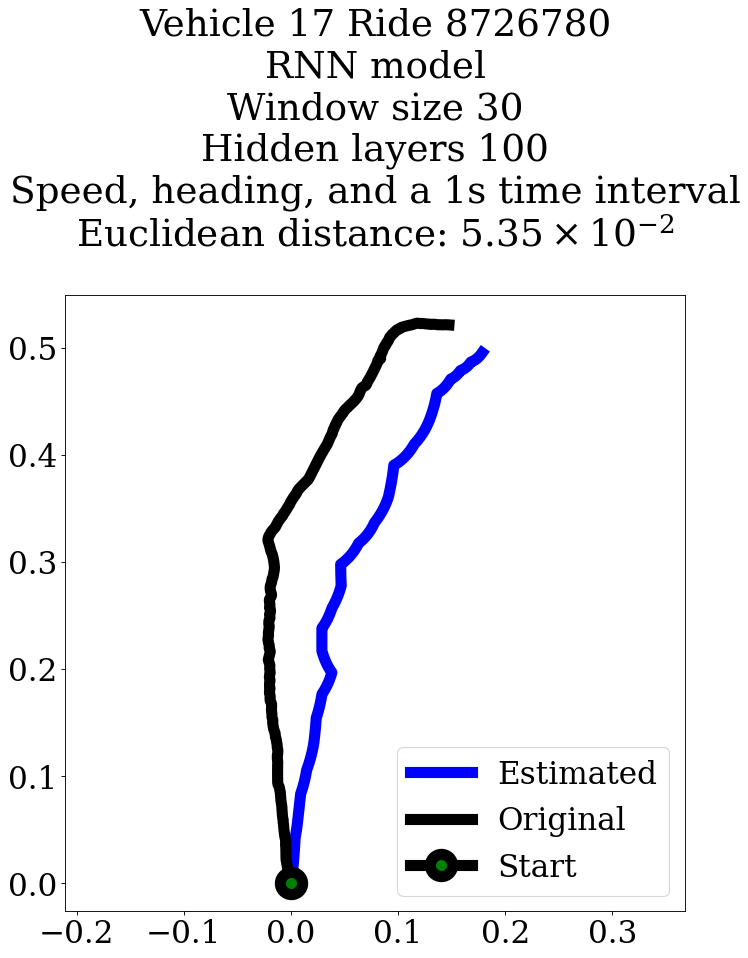 Vehicle 17 Ride 8726780
RNN model
Window size 30
Hidden layers 100
Speed, heading, and a 1s time interval
Euclidean distance: 5.35 × 10⁻²
0.5
0.4
0.3
0.2
0.1
0.0
Estimated
Original
Start
−0.2 −0.1 0.0 0.1 0.2 0.3